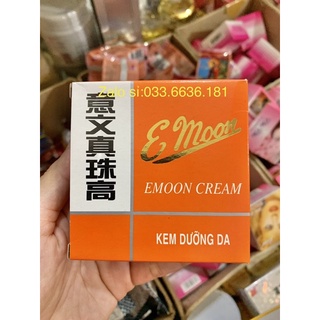 Zalo sỉ:033.6636.181
意文真珠高
E Moon
EMOON CREAM
KEM DƯỠNG DA